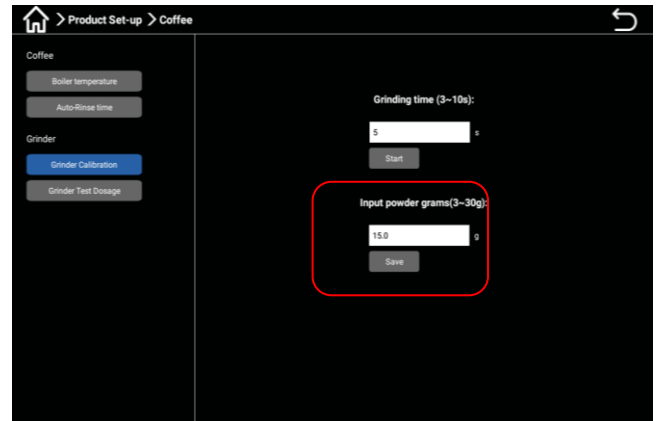 > Product Set-up > Coffee
Coffee
Boiler temperature
Auto-Rinse time
Grinder
Grinder Calibration
Grinder Test Dosage
Grinding time (3~10s):
5 s
Start
Input powder grams(3~30g):
15.0 g
Save